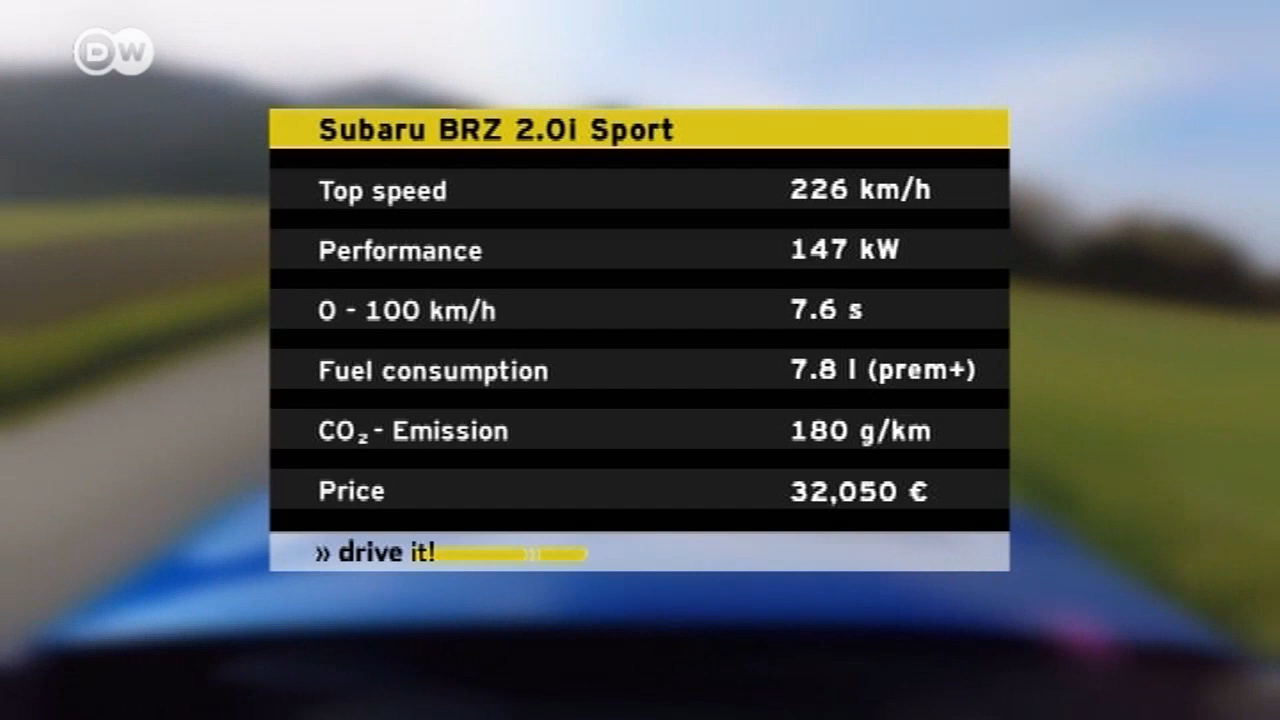 DW
Subaru BRZ 2.0i Sport
Top speed 226 km/h
Performance 147 kW
0 - 100 km/h 7.6 s
Fuel consumption 7.8 l (prem+)
CO₂ - Emission 180 g/km
Price 32,050 €
» drive it!